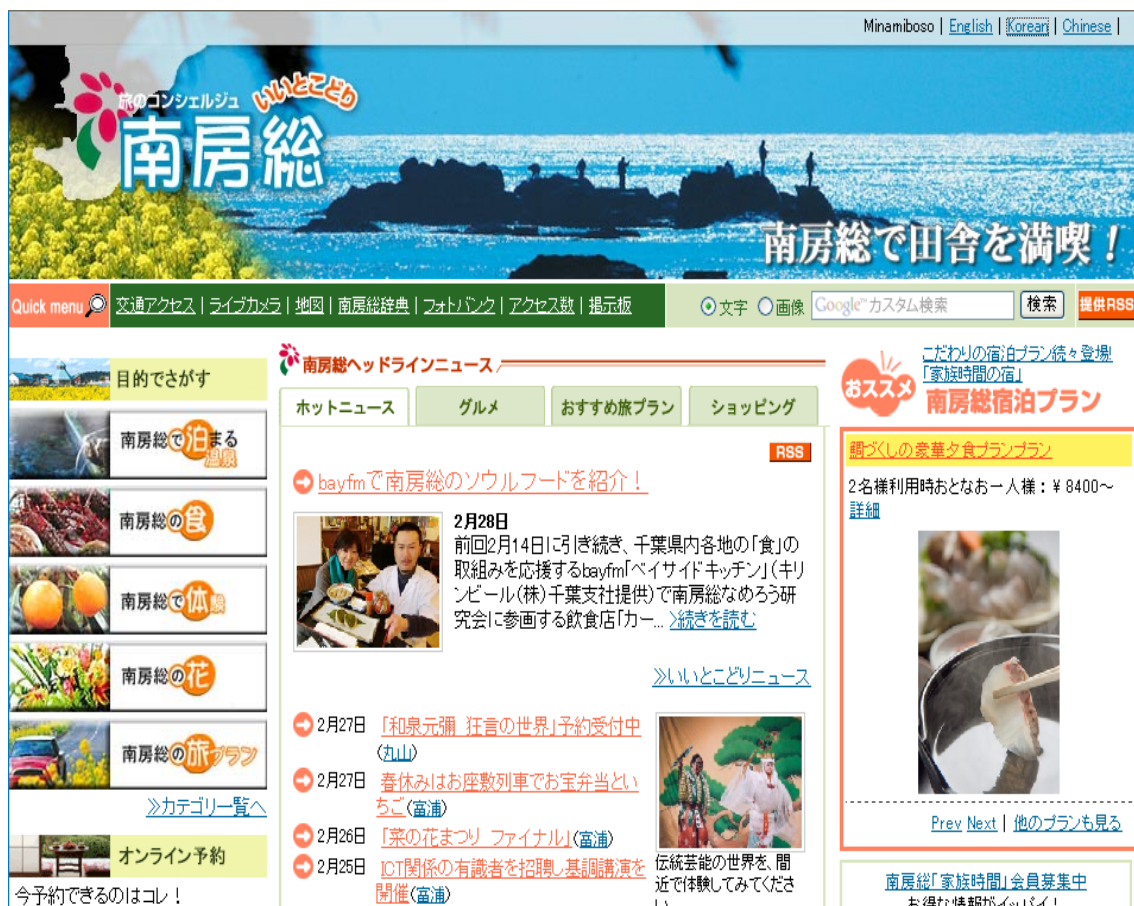 Minamiboso | English | Korean | Chinese |
旅のコンシェルジュ いいとこどり
南房総
南房総で田舎を満喫！
Quick menu 交通アクセス | ライブカメラ | 地図 | 南房総辞典 | フォトバンク | アクセス数 | 掲示板 文字 画像 Google™カスタム検索 検索 提供RSS
目的でさがす
南房総で泊まる
温泉
南房総の食
南房総で体験
南房総の花
南房総の旅プラン
≫カテゴリ一覧へ
オンライン予約
今予約できるのはコレ！
南房総ヘッドラインニュース
ホットニュース グルメ おすすめ旅プラン ショッピング
RSS
bayfmで南房総のソウルフードを紹介！
2月28日
前回2月14日に引き続き、千葉県内各地の「食」の
取組みを応援するbayfm「ベイサイドキッチン」(キリ
ンビール(株)千葉支社提供)で南房総なめろう研
究会に参画する飲食店「カー... ≫続きを読む
≫いいとこどりニュース
2月27日 「和泉元彌 狂言の世界」予約受付中
(丸山)
2月27日 春休みはお座敷列車でお宝弁当とい
ちご(富浦)
2月26日 「菜の花まつり ファイナル」(富浦)
2月25日 ICT関係の有識者を招聘し基調講演を
開催(富浦)
伝統芸能の世界を、間
近で体験してみてくださ
い
こだわりの宿泊プラン続々登場!
「家族時間の宿」
おススメ 南房総宿泊プラン
鯛づくしの豪華夕食プランプラン
2名様利用時おとなお一人様：¥ 8400～
詳細
Prev Next | 他のプランも見る
南房総「家族時間」会員募集中
お得な情報がイッパイ！